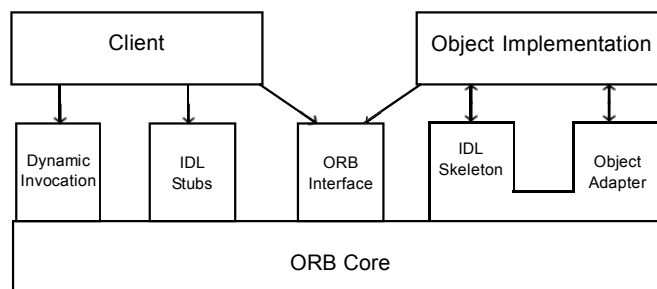 Client
Object Implementation
Dynamic
Invocation
IDL
Stubs
ORB
Interface
IDL
Skeleton
Object
Adapter
ORB Core